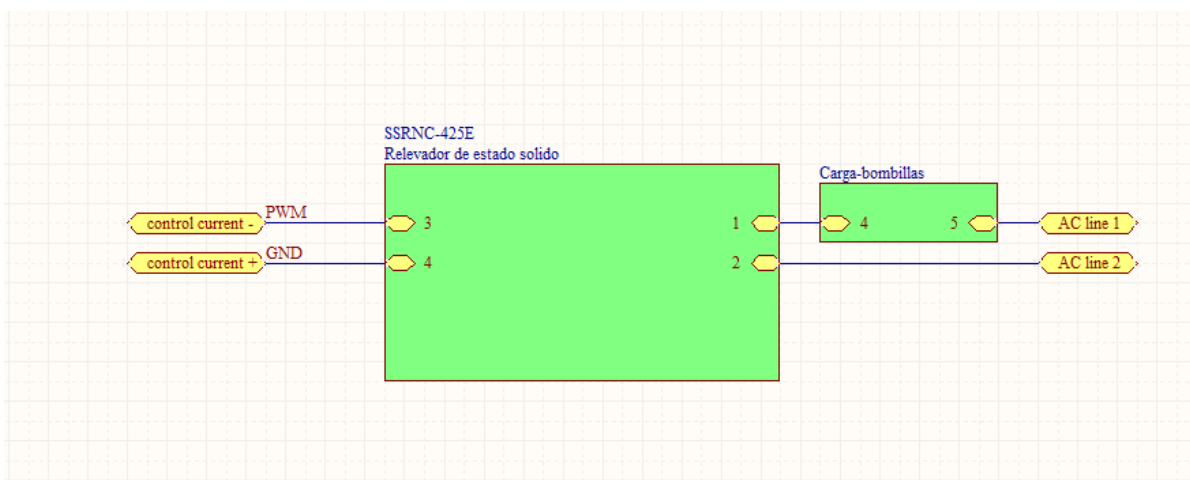 SSRNC-425E
Relevador de estado solido
Carga-bombillas
control current - PWM 3 1 4 5 AC line 1
control current + GND 4 2 AC line 2